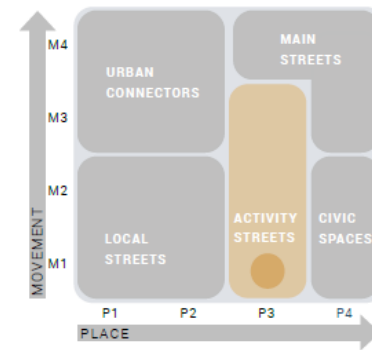 M4
M3
M2
M1
MOVEMENT
URBAN
CONNECTORS
MAIN
STREETS
LOCAL
STREETS
ACTIVITY
STREETS
CIVIC
SPACES
P1
P2
P3
P4
PLACE